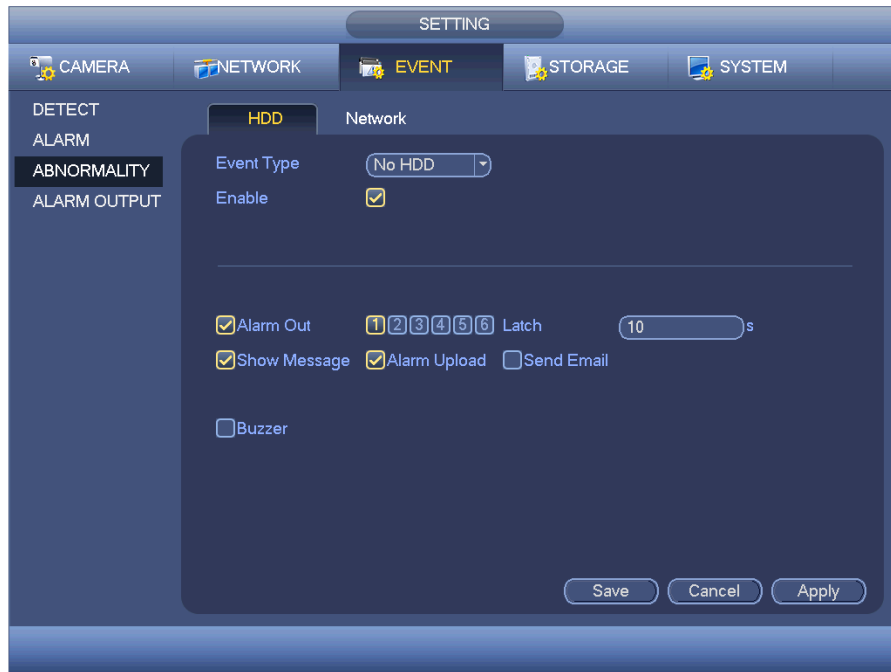 SETTING
CAMERA NETWORK EVENT STORAGE SYSTEM
DETECT
ALARM
ABNORMALITY
ALARM OUTPUT
HDD Network
Event Type No HDD
Enable
Alarm Out 1 2 3 4 5 6 Latch 10 s
Show Message Alarm Upload Send Email
Buzzer
Save Cancel Apply